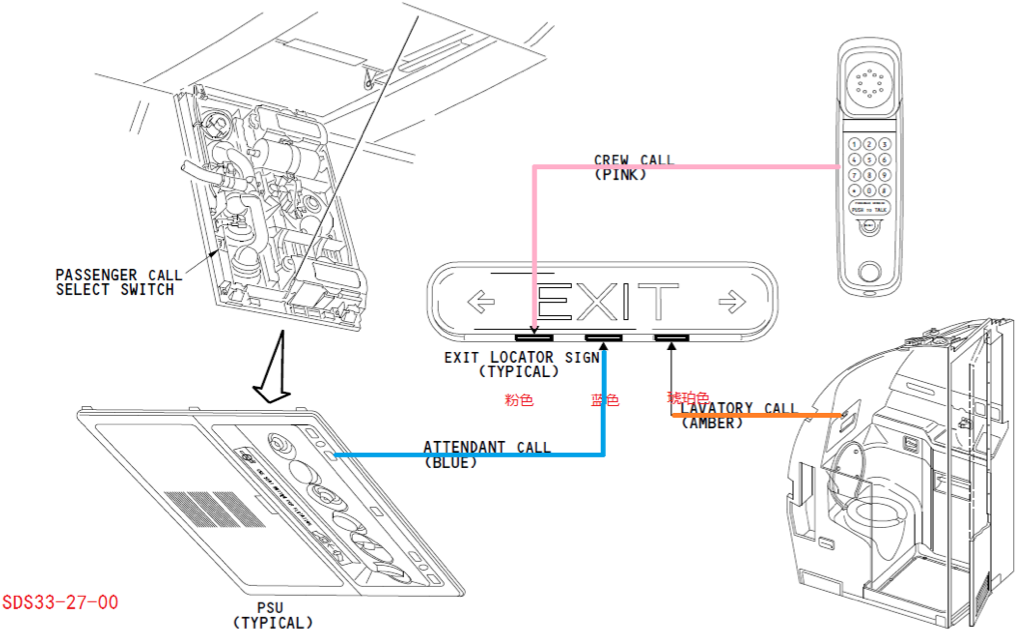 CREW CALL
(PINK)
1 2 3
4 5 6
7 8 9
* 0 #
PUSH TO TALK
PASSENGER CALL
SELECT SWITCH
EXIT
EXIT LOCATOR SIGN
(TYPICAL)
粉色
蓝色
琥珀色
LAVATORY CALL
(AMBER)
ATTENDANT CALL
(BLUE)
SDS33-27-00
PSU
(TYPICAL)